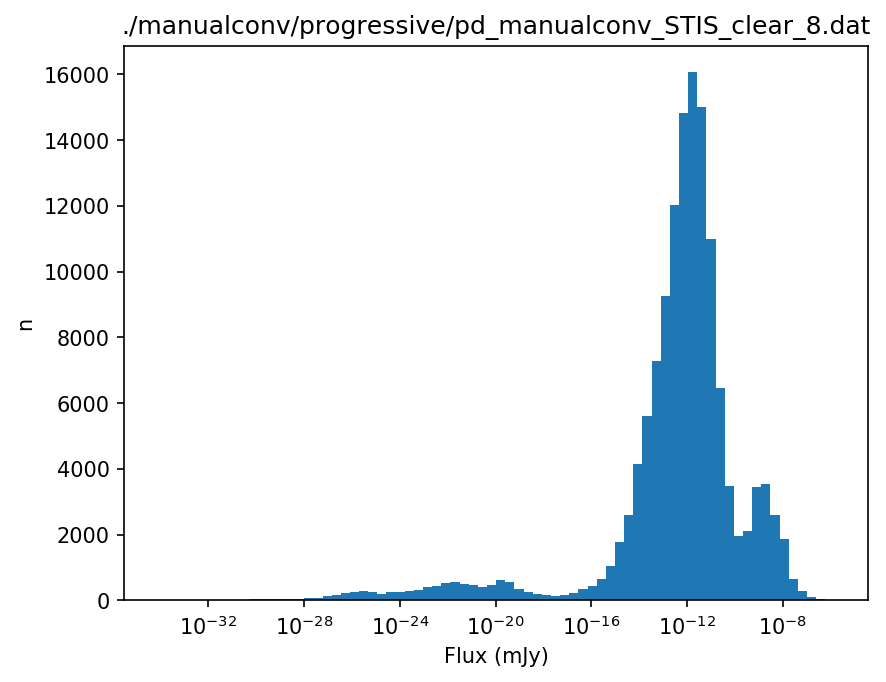 ./manualconv/progressive/pd_manualconv_STIS_clear_8.dat
16000
14000
12000
10000
8000
6000
4000
2000
0
n
10⁻³² 10⁻²⁸ 10⁻²⁴ 10⁻²⁰ 10⁻¹⁶ 10⁻¹² 10⁻⁸
Flux (mJy)